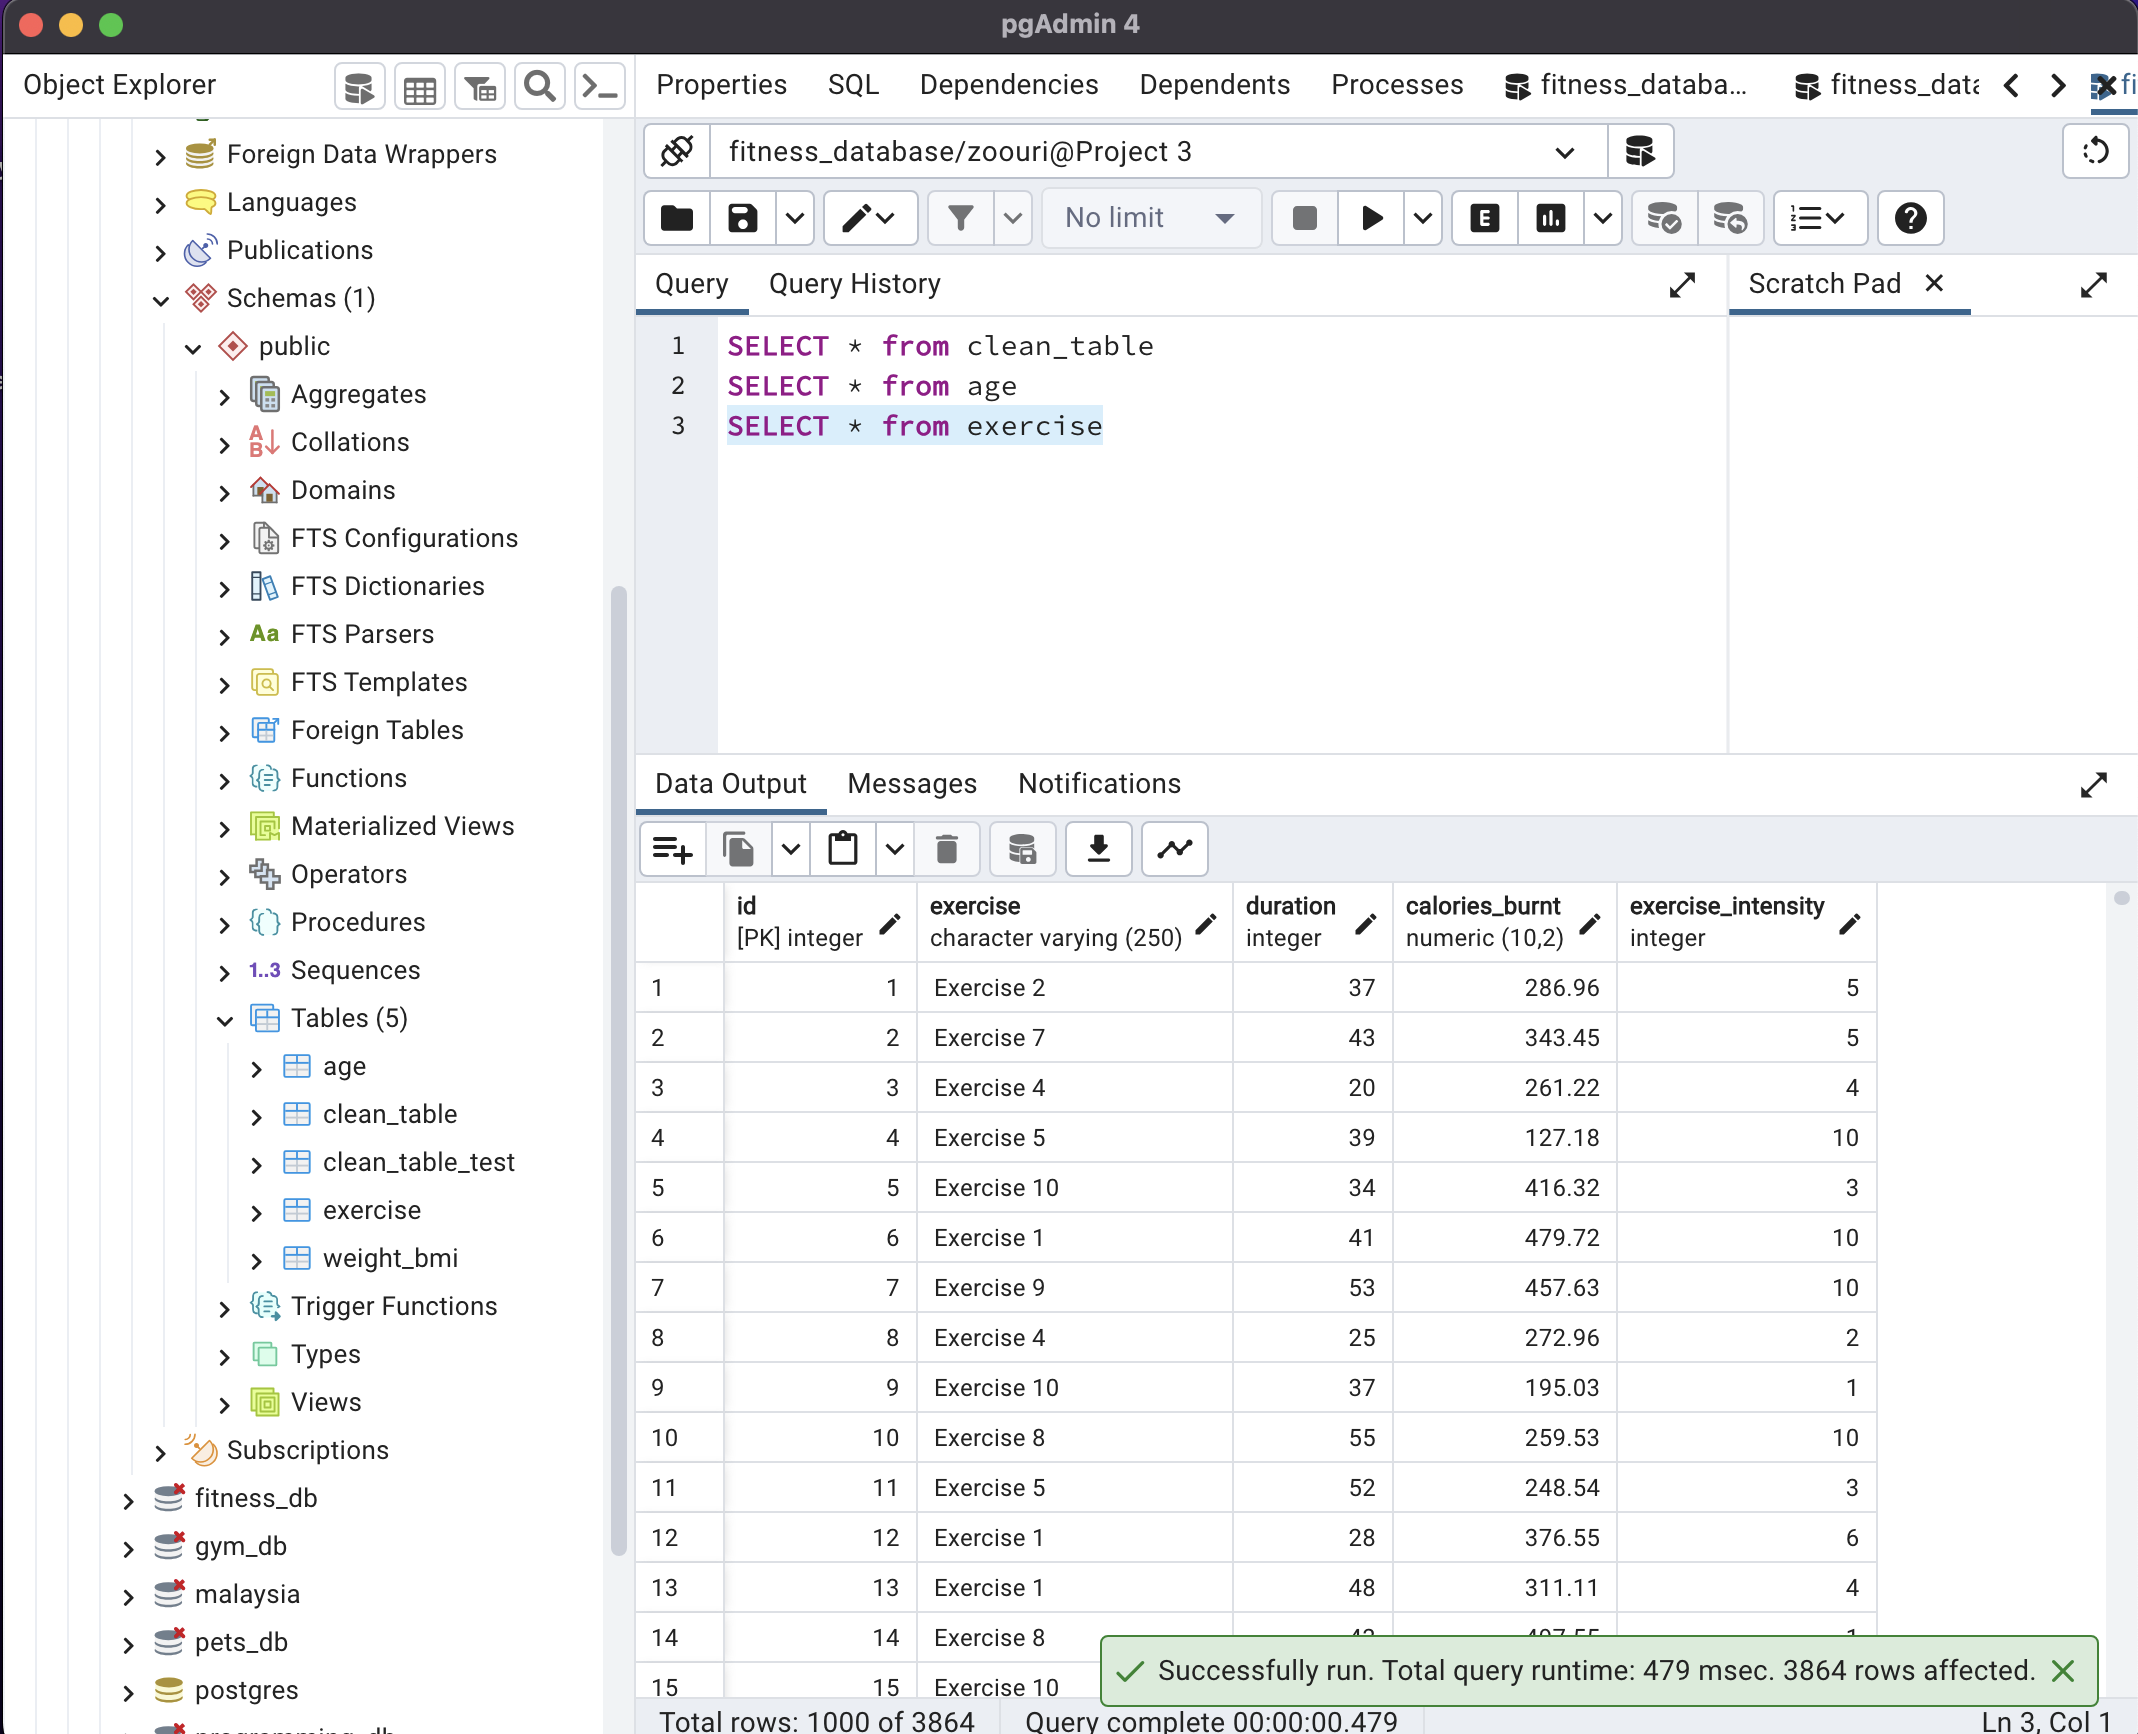 pgAdmin 4
Object Explorer
Properties
SQL
Dependencies
Dependents
Processes
fitness_databa...
fitness_data
fi
Foreign Data Wrappers
Languages
Publications
Schemas (1)
public
Aggregates
Collations
Domains
FTS Configurations
FTS Dictionaries
Aa FTS Parsers
FTS Templates
Foreign Tables
Functions
Materialized Views
Operators
Procedures
1..3 Sequences
Tables (5)
age
clean_table
clean_table_test
exercise
weight_bmi
Trigger Functions
Types
Views
Subscriptions
fitness_db
gym_db
malaysia
pets_db
postgres
fitness_database/zoouri@Project 3
No limit
E
Query
Query History
Scratch Pad
1 SELECT * from clean_table
2 SELECT * from age
3 SELECT * from exercise
Data Output
Messages
Notifications
id exercise duration calories_burnt exercise_intensity
[PK] integer character varying (250) integer numeric (10,2) integer
1 1 Exercise 2 37 286.96 5
2 2 Exercise 7 43 343.45 5
3 3 Exercise 4 20 261.22 4
4 4 Exercise 5 39 127.18 10
5 5 Exercise 10 34 416.32 3
6 6 Exercise 1 41 479.72 10
7 7 Exercise 9 53 457.63 10
8 8 Exercise 4 25 272.96 2
9 9 Exercise 10 37 195.03 1
10 10 Exercise 8 55 259.53 10
11 11 Exercise 5 52 248.54 3
12 12 Exercise 1 28 376.55 6
13 13 Exercise 1 48 311.11 4
14 14 Exercise 8
15 15 Exercise 10
Successfully run. Total query runtime: 479 msec. 3864 rows affected.
Total rows: 1000 of 3864
Query complete 00:00:00.479
Ln 3, Col 1